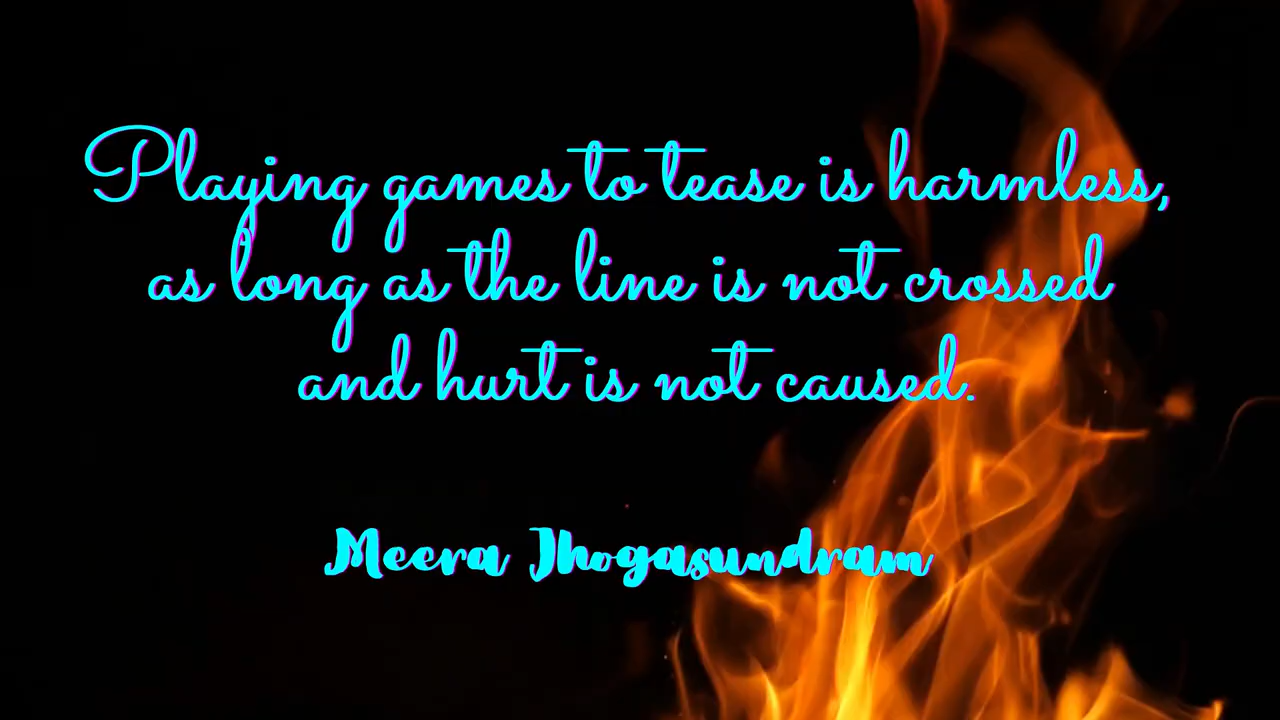 Playing games to tease is harmless,
as long as the line is not crossed
and hurt is not caused.
Meera Jhogasundram